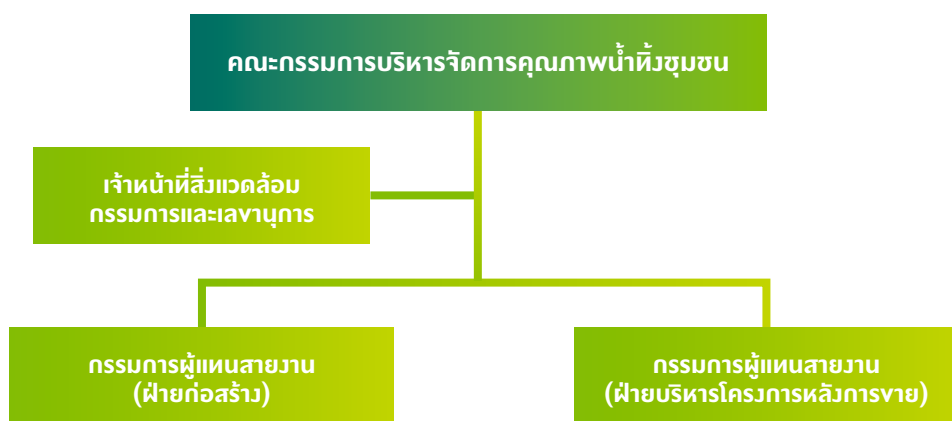 คณะกรรมการบริหารจัดการคุณภาพน้ำทิ้งชุมชน
เจ้าหน้าที่สิ่งแวดล้อม
กรรมการและเลขานุการ
กรรมการผู้แทนสายงาน
(ฝ่ายก่อสร้าง)
กรรมการผู้แทนสายงาน
(ฝ่ายบริหารโครงการหลังการขาย)